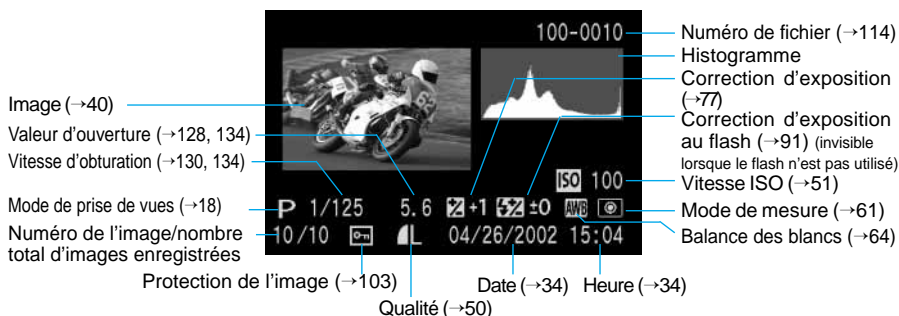 100-0010
Numéro de fichier (→114)
Histogramme
Correction d'exposition
(→77)
Correction d'exposition
au flash (→91) (invisible
lorsque le flash n'est pas utilisé)
Image (→40)
Valeur d'ouverture (→128, 134)
Vitesse d'obturation (→130, 134)
ISO 100
Vitesse ISO (→51)
Mode de prise de vues (→18)
P 1/125 5.6 +1 ±0 AWB
Mode de mesure (→61)
Numéro de l'image/nombre
total d'images enregistrées
10/10 L 04/26/2002 15:04
Balance des blancs (→64)
Protection de l'image (→103)
Date (→34) Heure (→34)
Qualité (→50)